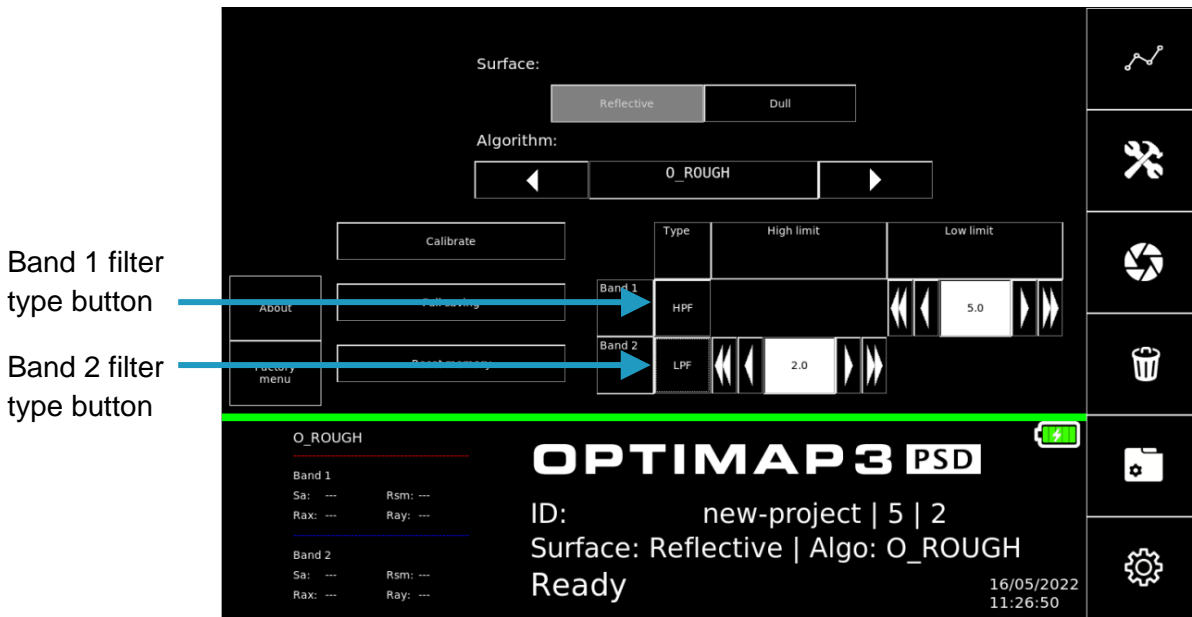 Surface:
Reflective
Dull
Algorithm:
O_ROUGH
Type
High limit
Low limit
Calibrate
Band 1 filter
type button
Band 1
HPF
5.0
About
Band 2 filter
type button
Band 2
LPF
2.0
menu
O_ROUGH
Band 1
Sa: --- Rsm: ---
Rax: --- Ray: ---
Band 2
Sa: --- Rsm: ---
Rax: --- Ray: ---
OPTIMAP3 PSD
ID: new-project | 5 | 2
Surface: Reflective | Algo: O_ROUGH
Ready
16/05/2022
11:26:50